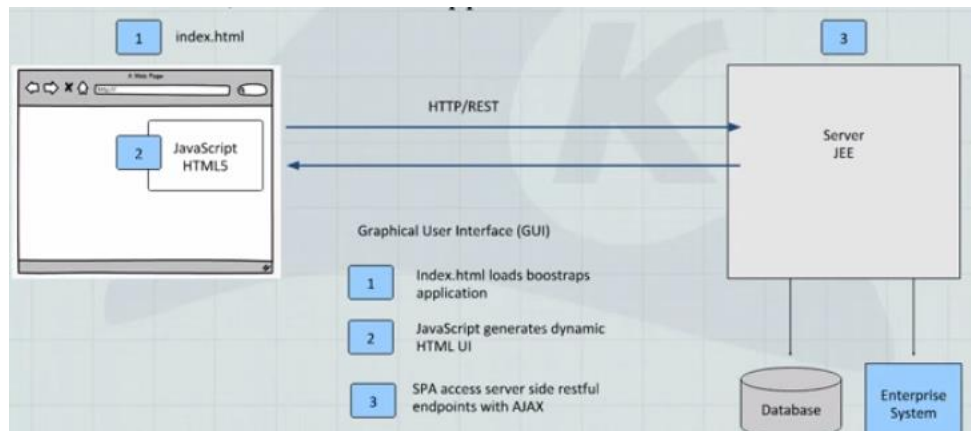 1 index.html
3
A Web Page
http://
2
JavaScript
HTML5
HTTP/REST
Server
JEE
Graphical User Interface (GUI)
1 Index.html loads boostraps
application
2 JavaScript generates dynamic
HTML UI
3 SPA access server side restful
endpoints with AJAX
Database
Enterprise
System
K